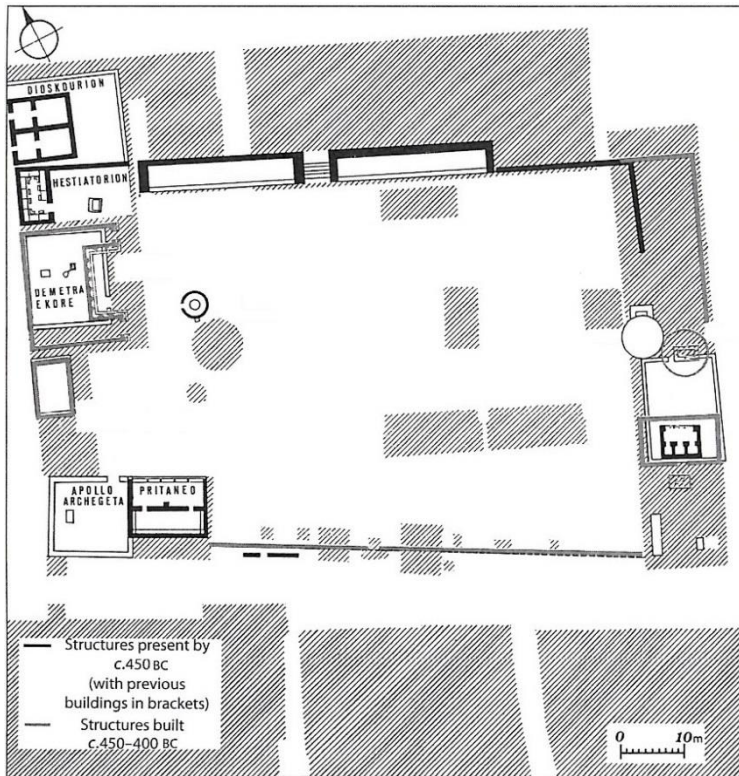 DIOSKOURION
HESTIATORION
DEMETRA
E KORE
APOLLO
ARCHEGETA
PRITANEO
Structures present by
c.450 BC
(with previous
buildings in brackets)
Structures built
c.450–400 BC
0 10m